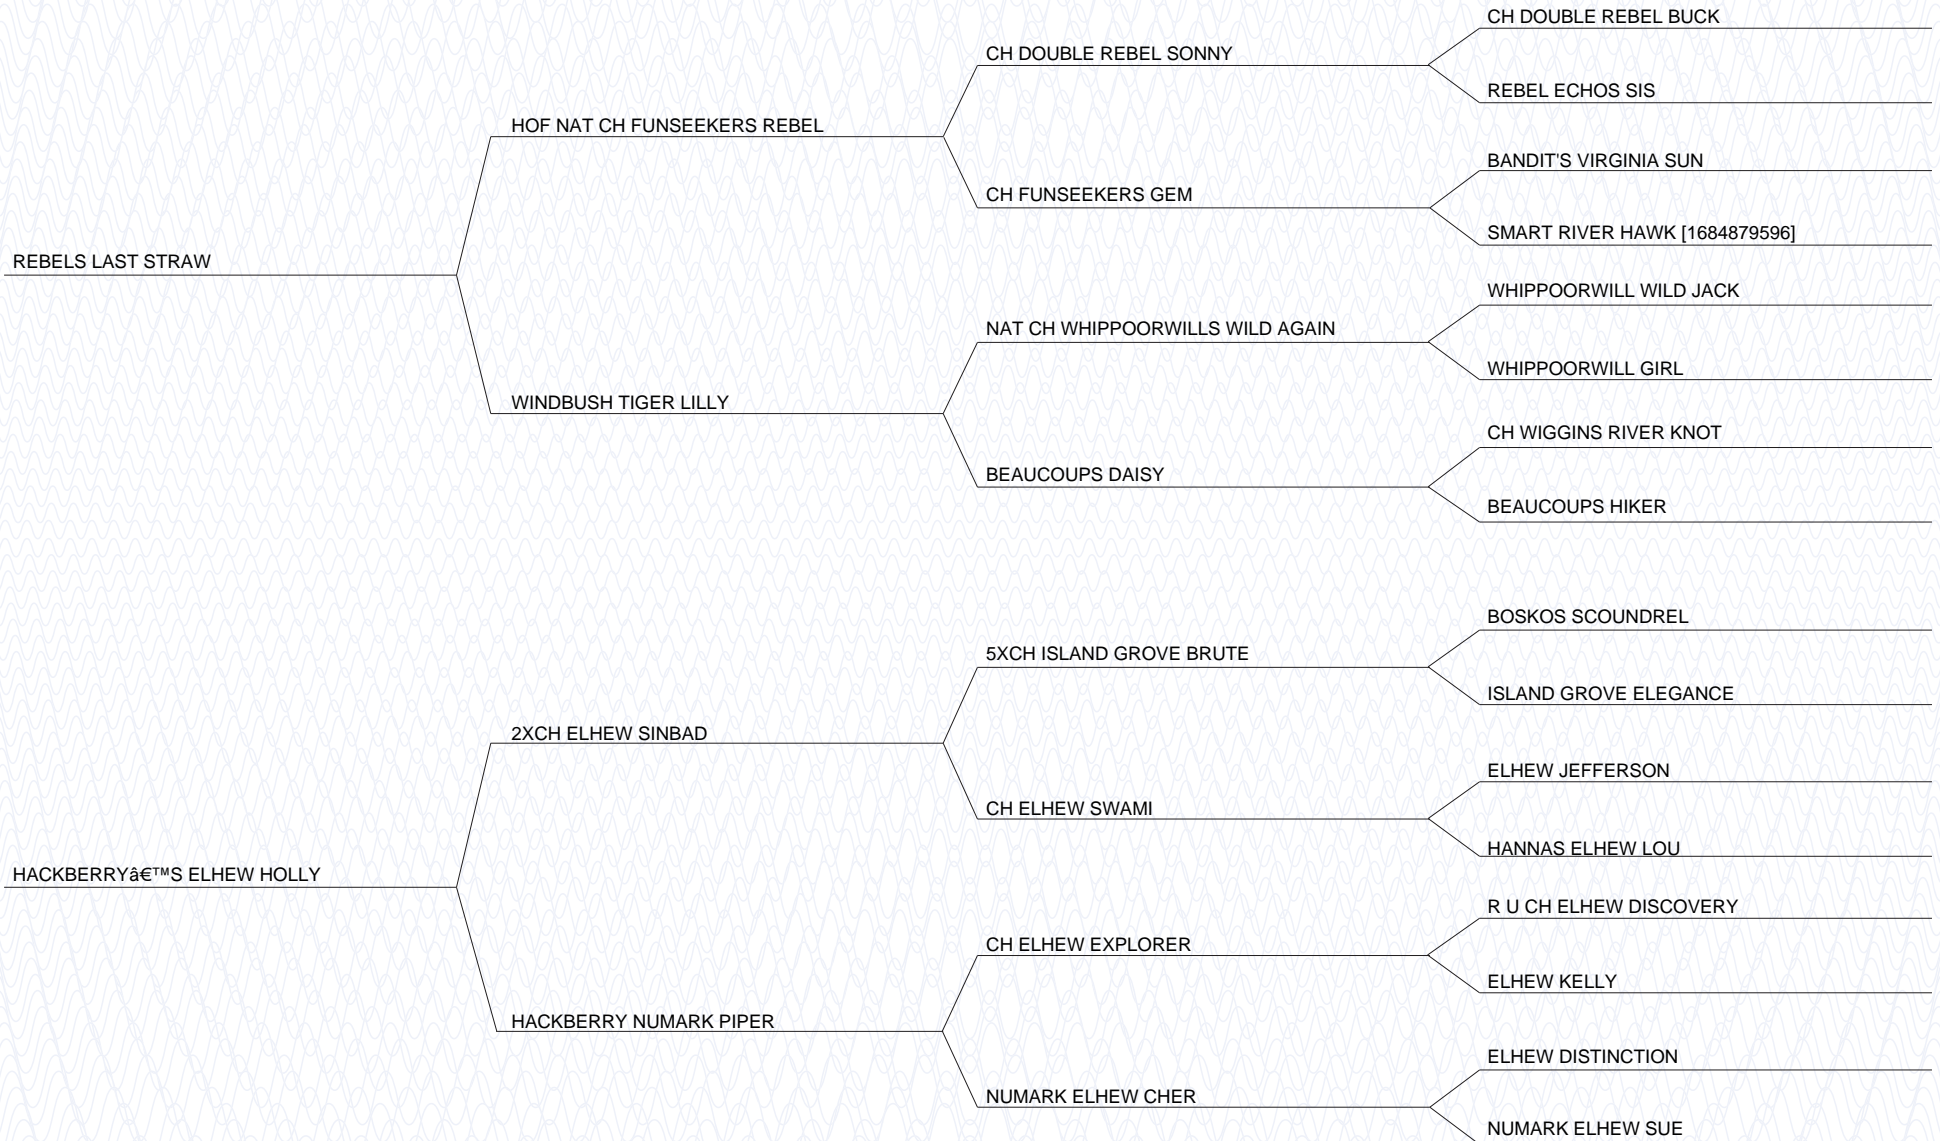 CH DOUBLE REBEL BUCK
CH DOUBLE REBEL SONNY
REBEL ECHOS SIS
HOF NAT CH FUNSEEKERS REBEL
BANDIT'S VIRGINIA SUN
CH FUNSEEKERS GEM
SMART RIVER HAWK [1684879596]
REBELS LAST STRAW
WHIPPOORWILL WILD JACK
NAT CH WHIPPOORWILLS WILD AGAIN
WHIPPOORWILL GIRL
WINDBUSH TIGER LILLY
CH WIGGINS RIVER KNOT
BEAUCOUPS DAISY
BEAUCOUPS HIKER
BOSKOS SCOUNDREL
5XCH ISLAND GROVE BRUTE
ISLAND GROVE ELEGANCE
2XCH ELHEW SINBAD
ELHEW JEFFERSON
CH ELHEW SWAMI
HANNAS ELHEW LOU
HACKBERRYâ€™S ELHEW HOLLY
R U CH ELHEW DISCOVERY
CH ELHEW EXPLORER
ELHEW KELLY
HACKBERRY NUMARK PIPER
ELHEW DISTINCTION
NUMARK ELHEW CHER
NUMARK ELHEW SUE